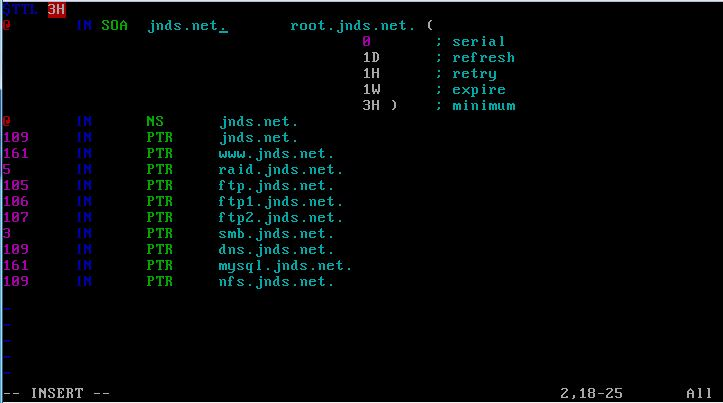 $TTL 3H
@ IN SOA jnds.net. root.jnds.net. (
0 ; serial
1D ; refresh
1H ; retry
1W ; expire
3H ) ; minimum
@ IN NS jnds.net.
109 IN PTR jnds.net.
161 IN PTR www.jnds.net.
5 IN PTR raid.jnds.net.
105 IN PTR ftp.jnds.net.
106 IN PTR ftp1.jnds.net.
107 IN PTR ftp2.jnds.net.
3 IN PTR smb.jnds.net.
109 IN PTR dns.jnds.net.
161 IN PTR mysql.jnds.net.
109 IN PTR nfs.jnds.net.
~
~
~
~
~
-- INSERT -- 2,18-25 All